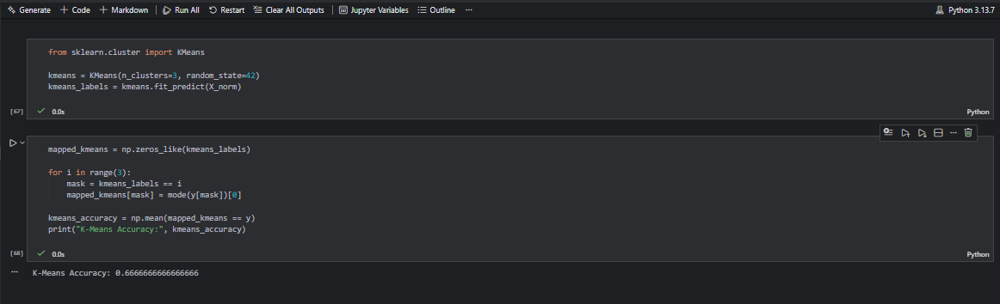 Generate + Code + Markdown | Run All Restart Clear All Outputs | Jupyter Variables Outline ... Python 3.13.7
from sklearn.cluster import KMeans
kmeans = KMeans(n_clusters=3, random_state=42)
kmeans_labels = kmeans.fit_predict(X_norm)
[67] 0.0s Python
mapped_kmeans = np.zeros_like(kmeans_labels)
for i in range(3):
    mask = kmeans_labels == i
    mapped_kmeans[mask] = mode(y[mask])[0]
kmeans_accuracy = np.mean(mapped_kmeans == y)
print("K-Means Accuracy:", kmeans_accuracy)
[68] 0.0s Python
... K-Means Accuracy: 0.6666666666666666